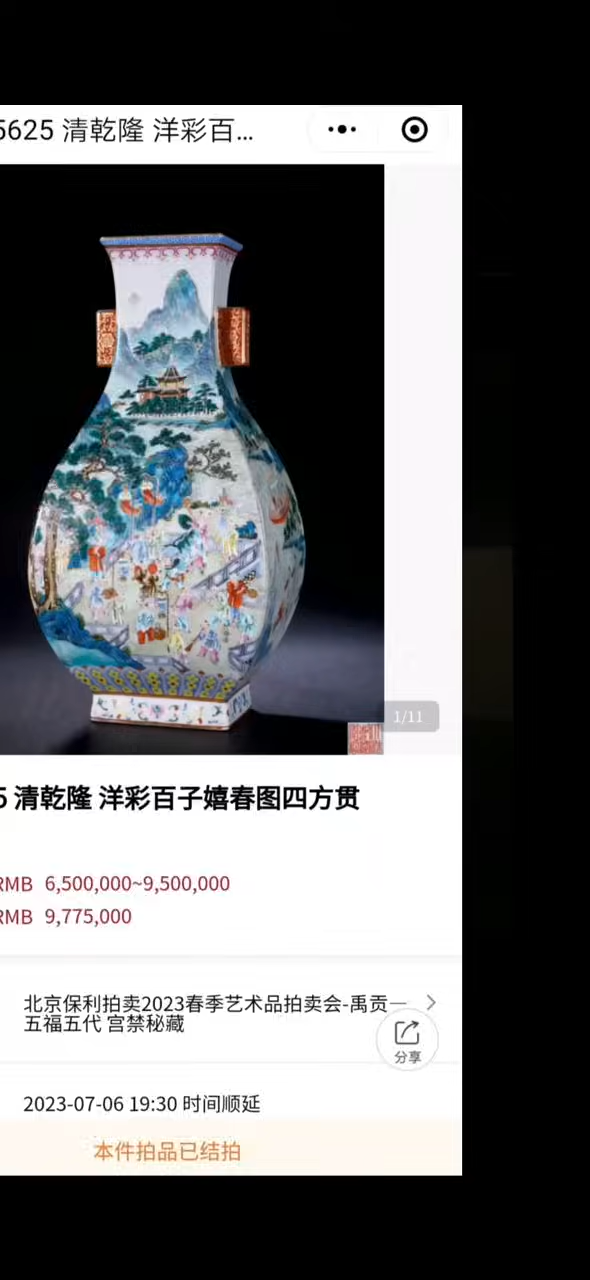 5625 清乾隆 洋彩百...
1/11
5 清乾隆 洋彩百子嬉春图四方贯
RMB 6,500,000~9,500,000
RMB 9,775,000
北京保利拍卖2023春季艺术品拍卖会-禹贡—
五福五代 宫禁秘藏
分享
2023-07-06 19:30 时间顺延
本件拍品已结拍